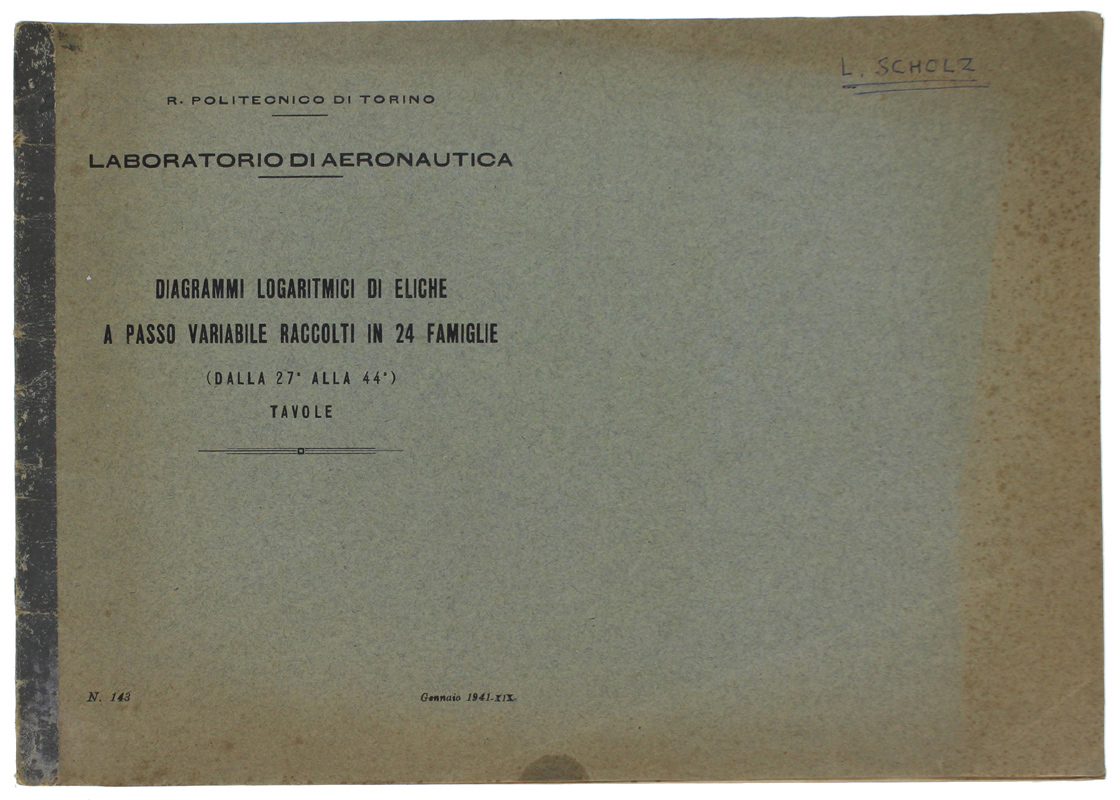 L. SCHOLZ
R. POLITECNICO DI TORINO
LABORATORIO DI AERONAUTICA
DIAGRAMMI LOGARITMICI DI ELICHE
A PASSO VARIABILE RACCOLTI IN 24 FAMIGLIE
(DALLA 27ª ALLA 44ª)
TAVOLE
N. 143 Gennaio 1941-XIX